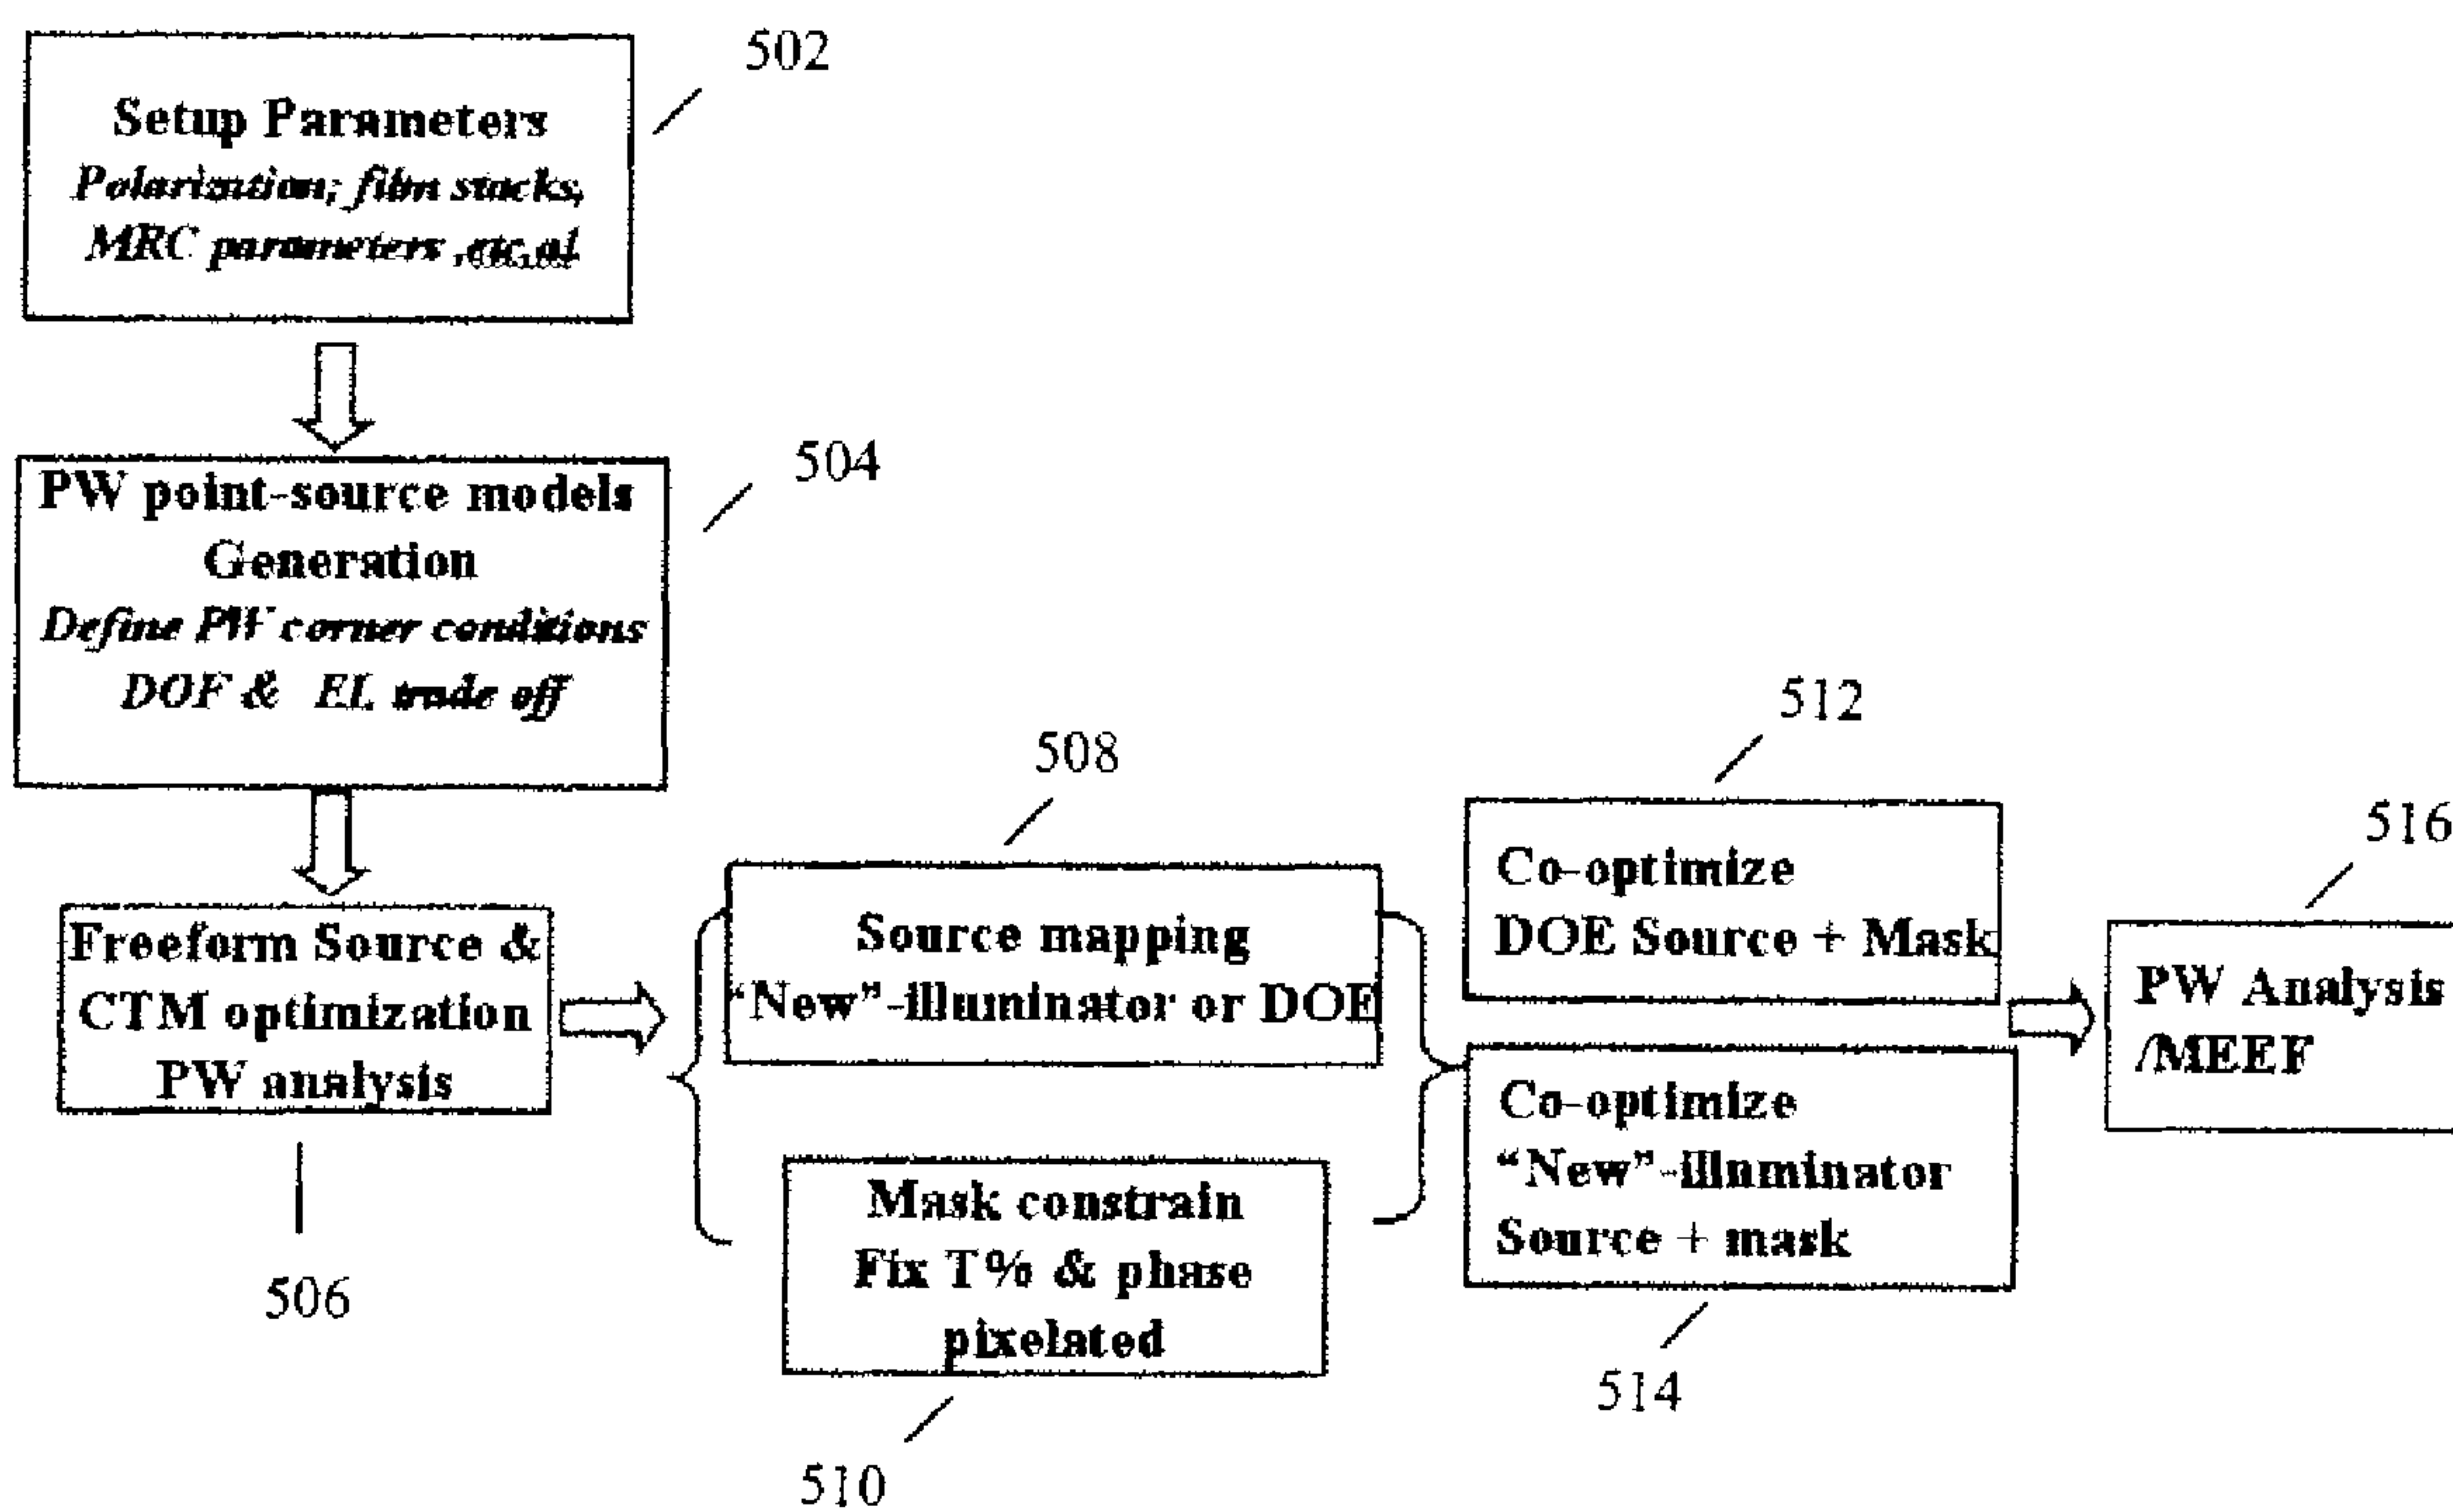 502
Setup Parameters
Polarization; film stacks,
MRC parameters ,etc.al
504
PW point-source models
Generation
Define PW corner conditions
DOF & EL trade off
506
Freeform Source &
CTM optimization
PW analysis
508
Source mapping
"New"-illuminator or DOE
510
Mask constrain
Fix T% & phase
pixelated
512
Co-optimize
DOE Source + Mask
514
Co-optimize
"New"-illuminator
Source + mask
516
PW Analysis
/MEEF